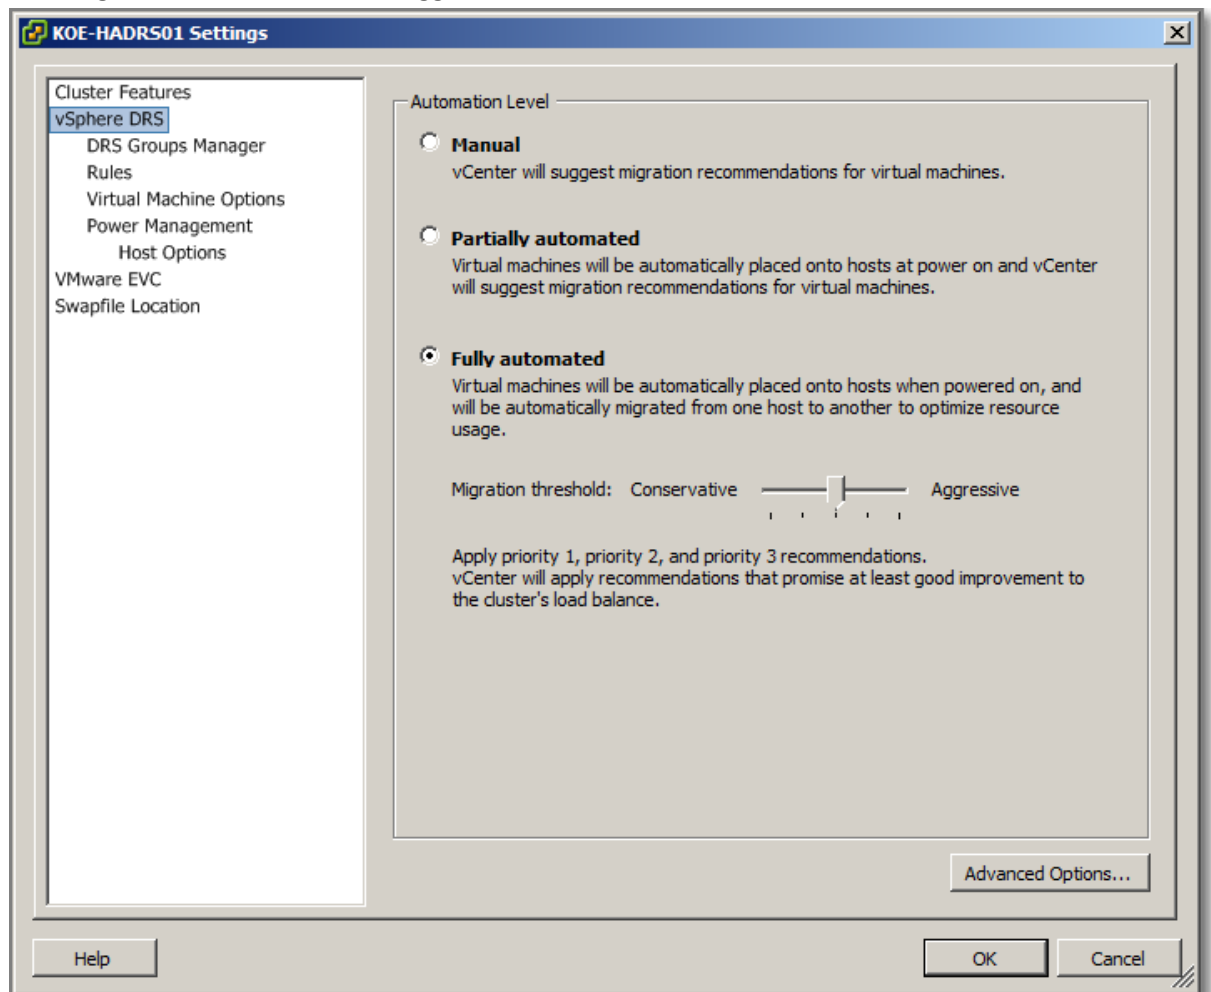 KOE-HADRS01 Settings
Cluster Features
vSphere DRS
DRS Groups Manager
Rules
Virtual Machine Options
Power Management
Host Options
VMware EVC
Swapfile Location
Automation Level
Manual
vCenter will suggest migration recommendations for virtual machines.
Partially automated
Virtual machines will be automatically placed onto hosts at power on and vCenter
will suggest migration recommendations for virtual machines.
Fully automated
Virtual machines will be automatically placed onto hosts when powered on, and
will be automatically migrated from one host to another to optimize resource
usage.
Migration threshold: Conservative Aggressive
Apply priority 1, priority 2, and priority 3 recommendations.
vCenter will apply recommendations that promise at least good improvement to
the cluster's load balance.
Advanced Options...
Help OK Cancel